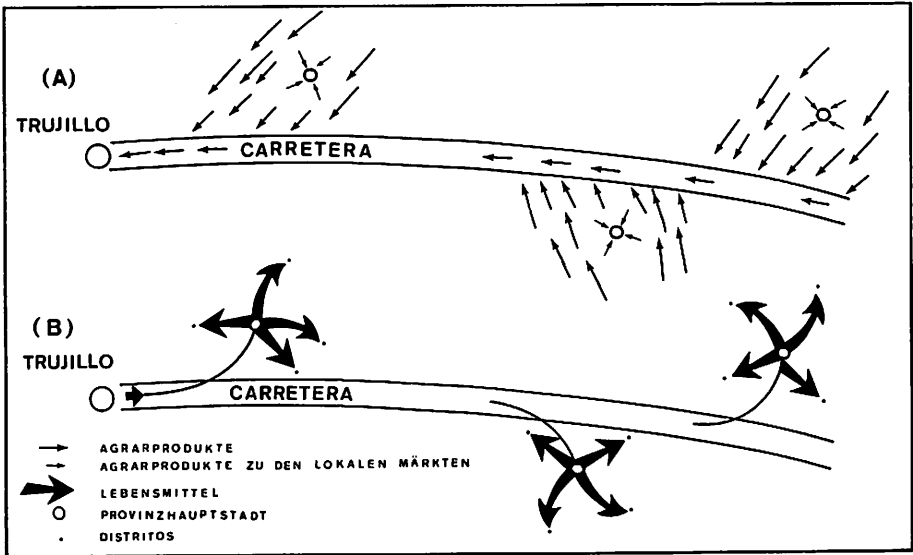 (A)
TRUJILLO
CARRETERA
(B)
TRUJILLO
CARRETERA
AGRARPRODUKTE
AGRARPRODUKTE ZU DEN LOKALEN MÄRKTEN
LEBENSMITTEL
PROVINZHAUPTSTADT
DISTRITOS